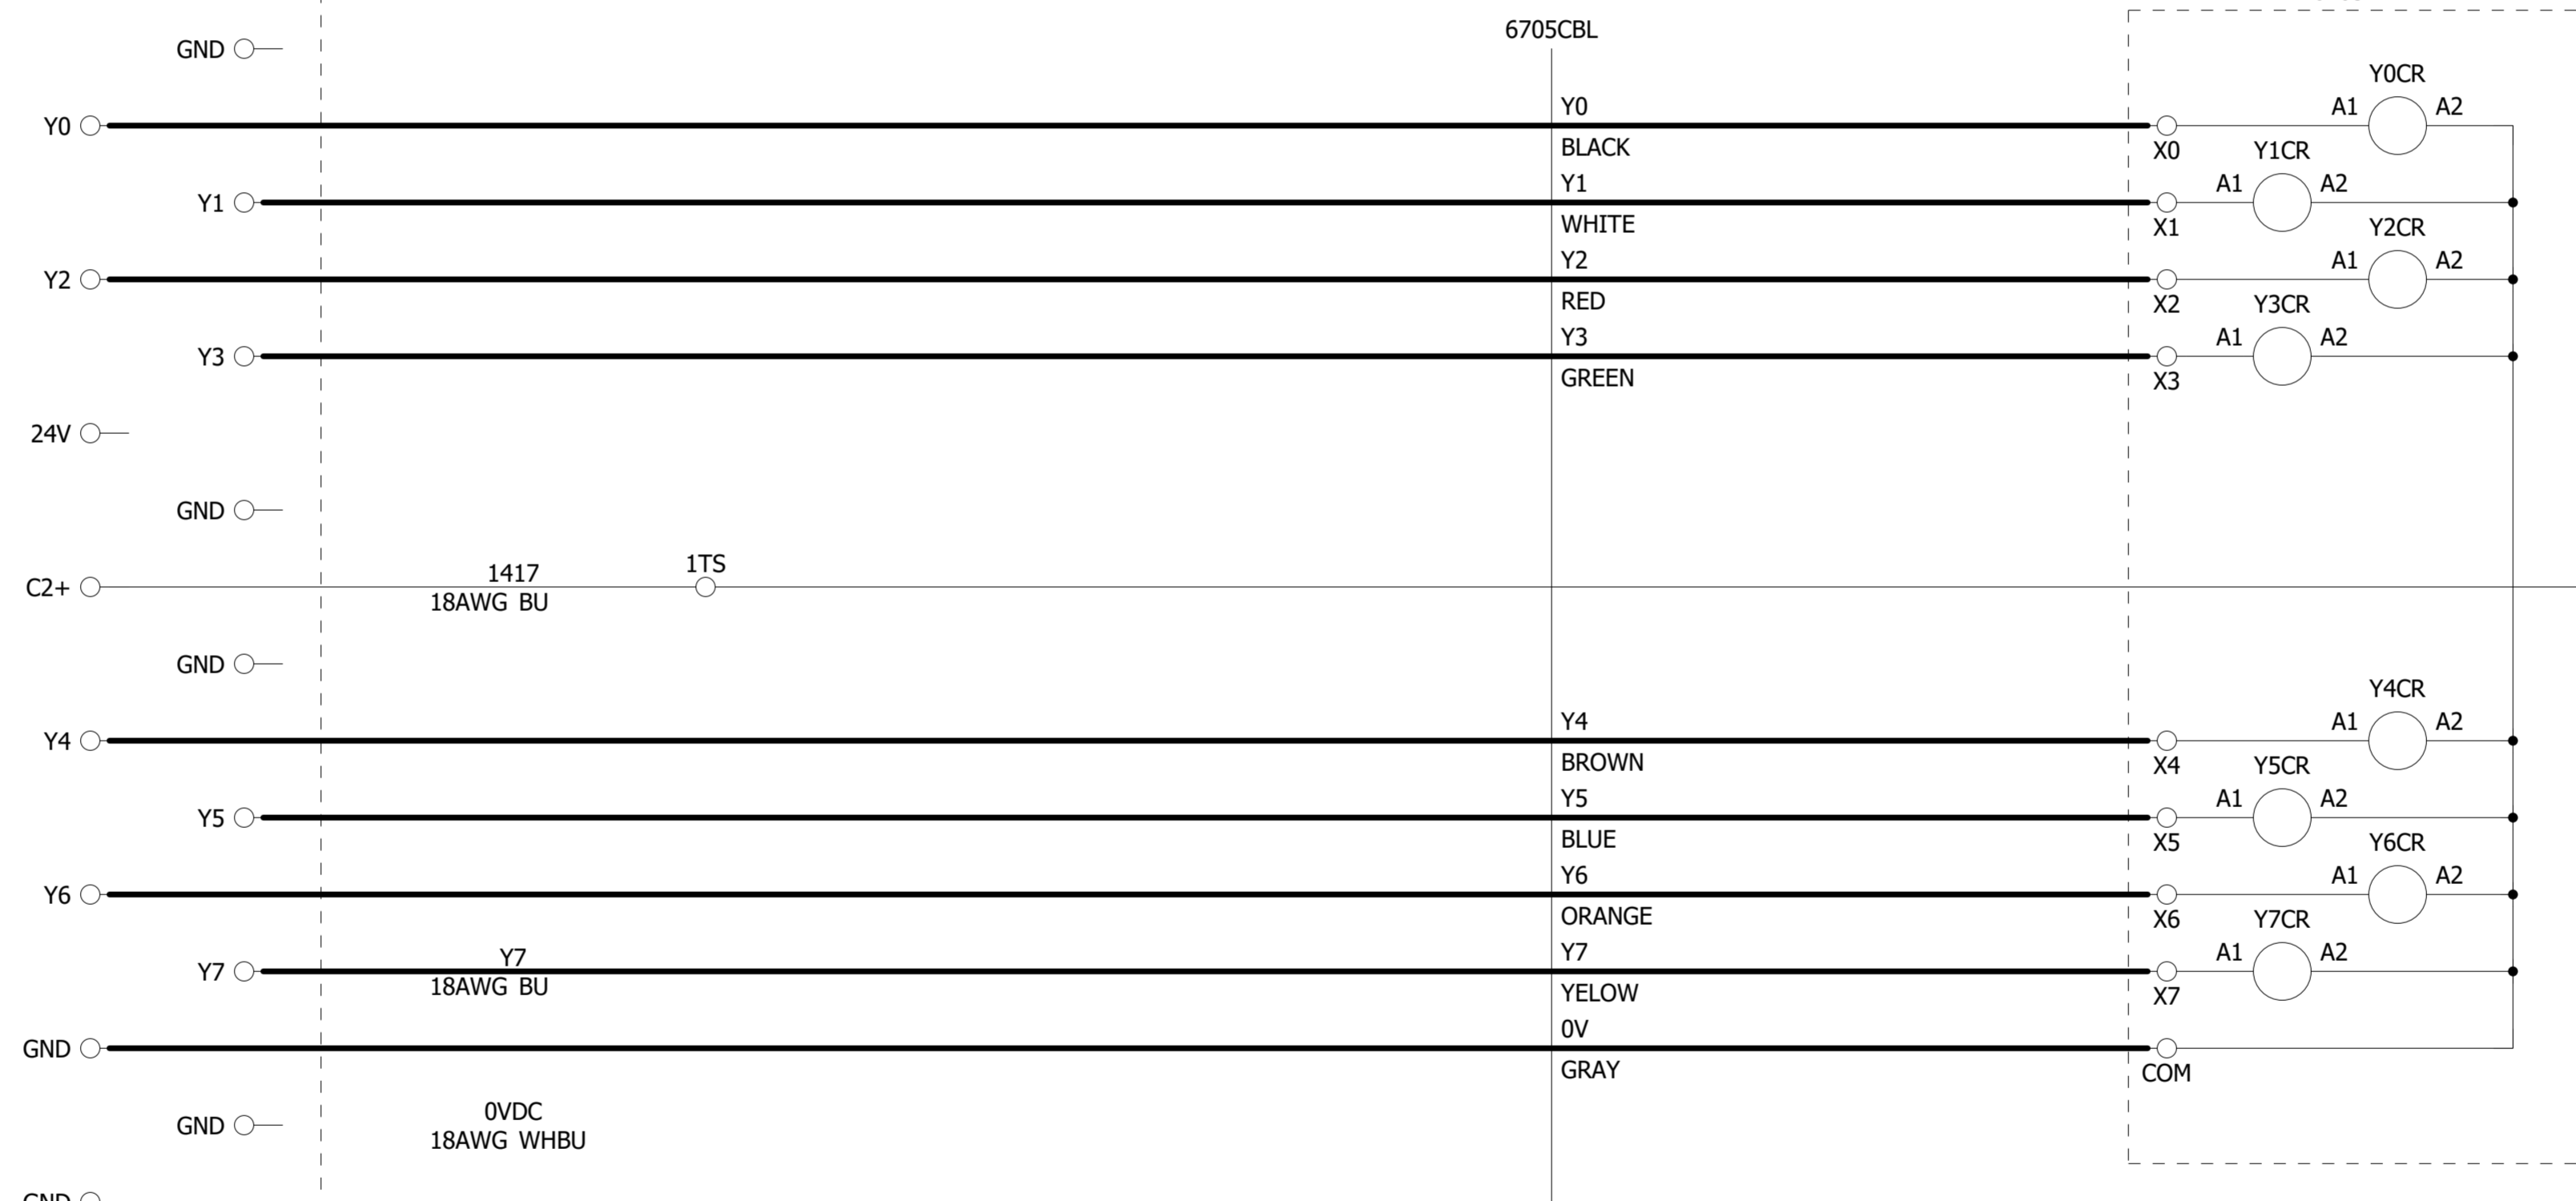 6705CBL
GND
Y0CR
Y0
Y0
A1
A2
BLACK
X0
Y1CR
Y1
Y1
A1
A2
WHITE
X1
Y2CR
Y2
Y2
A1
A2
RED
X2
Y3CR
Y3
Y3
A1
A2
GREEN
X3
24V
GND
C2+
1417
18AWG BU
1TS
GND
Y4CR
Y4
Y4
A1
A2
BROWN
X4
Y5CR
Y5
Y5
A1
A2
BLUE
X5
Y6CR
Y6
Y6
A1
A2
ORANGE
X6
Y7CR
Y7
Y7
18AWG BU
Y7
A1
A2
YELOW
X7
GND
0V
GRAY
COM
GND
0VDC
18AWG WHBU
GND